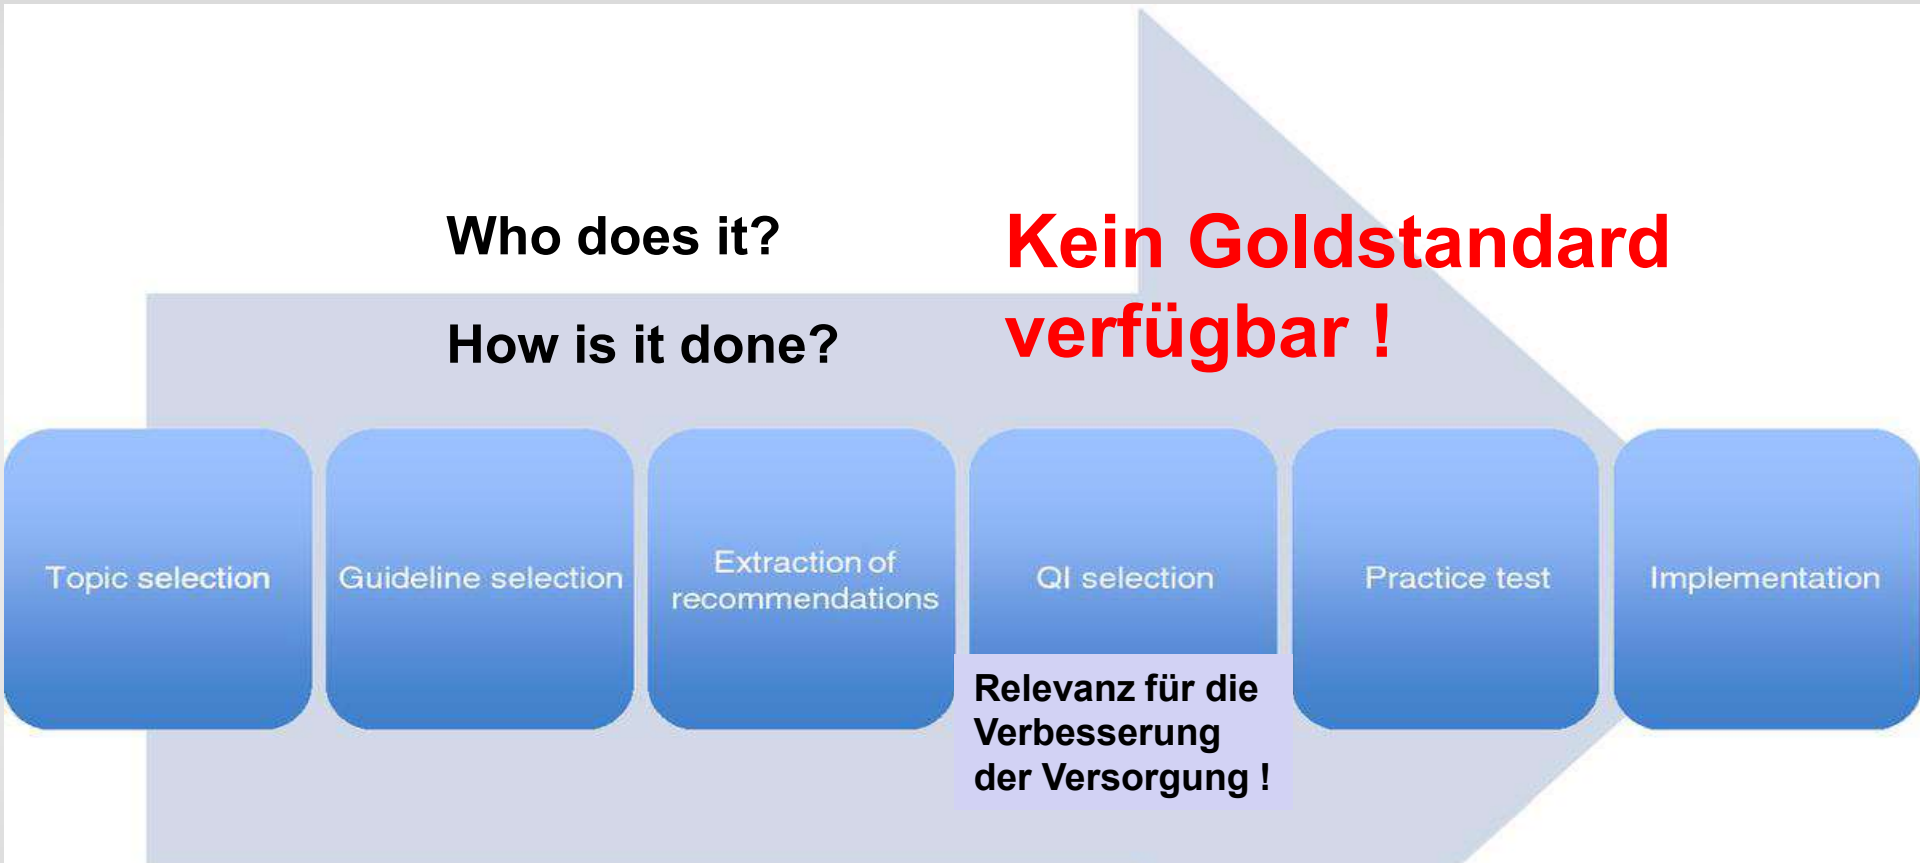 Who does it?
How is it done?
Kein Goldstandard
verfügbar !
Topic selection
Guideline selection
Extraction of
recommendations
QI selection
Practice test
Implementation
Relevanz für die
Verbesserung
der Versorgung !